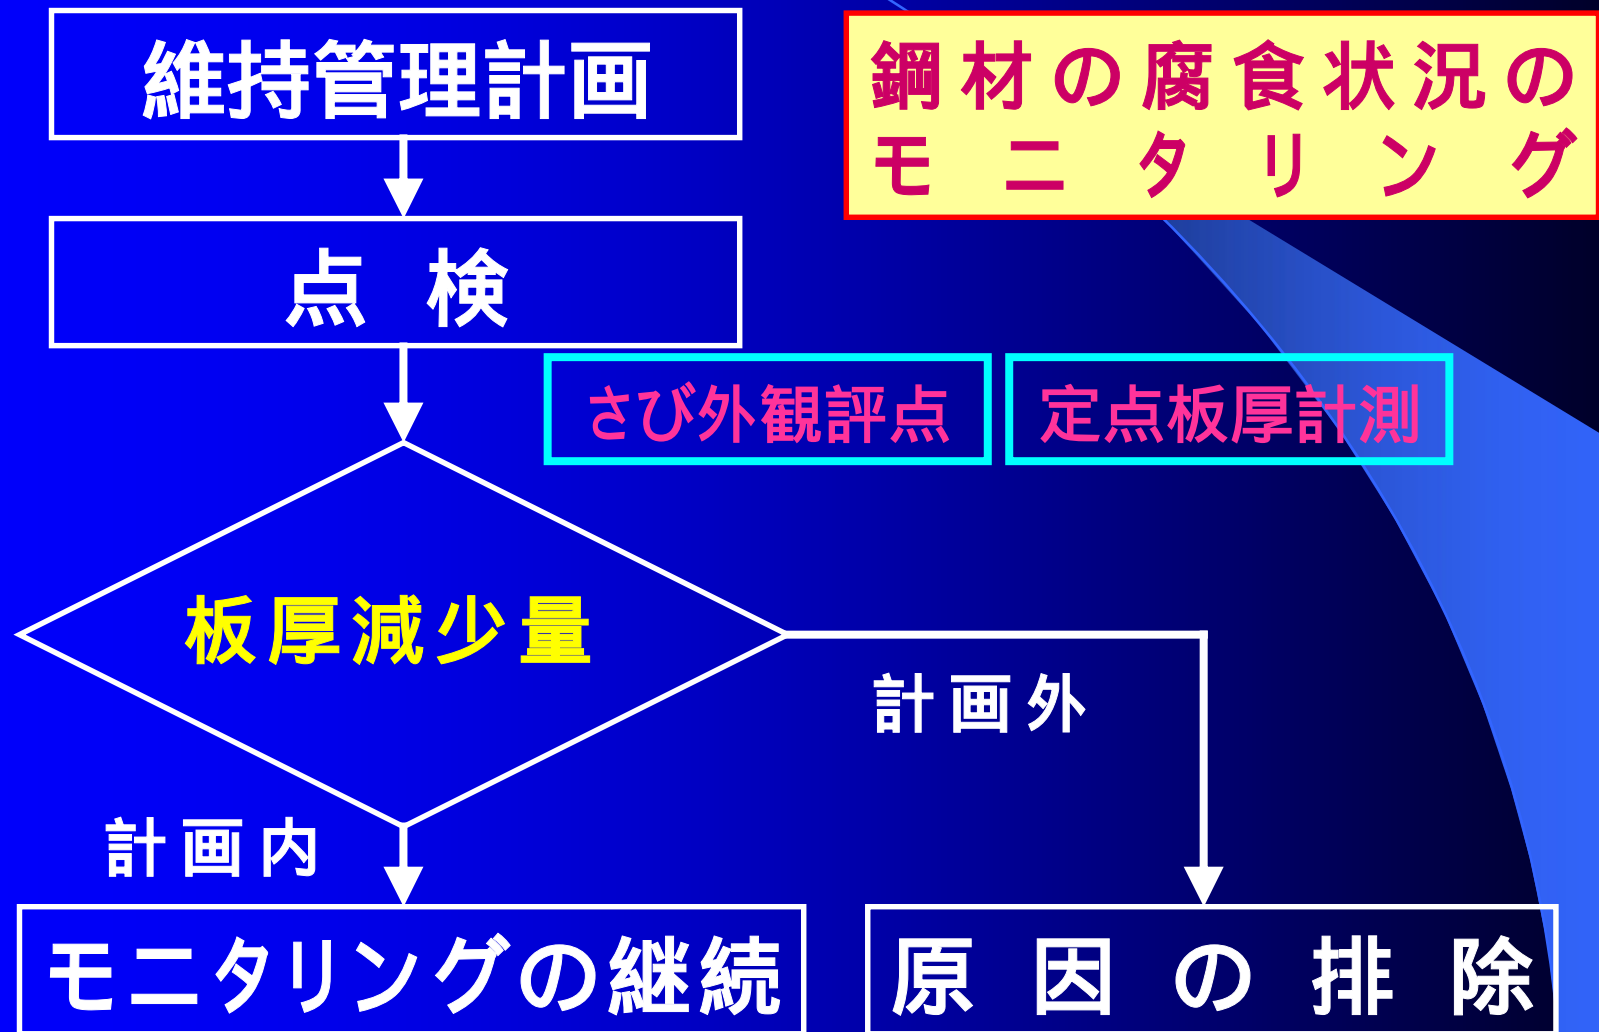 維持管理計画
鋼材の腐食状況の
モニタリング
点検
さび外観評点
定点板厚計測
板厚減少量
計画外
計画内
モニタリングの継続
原因の排除